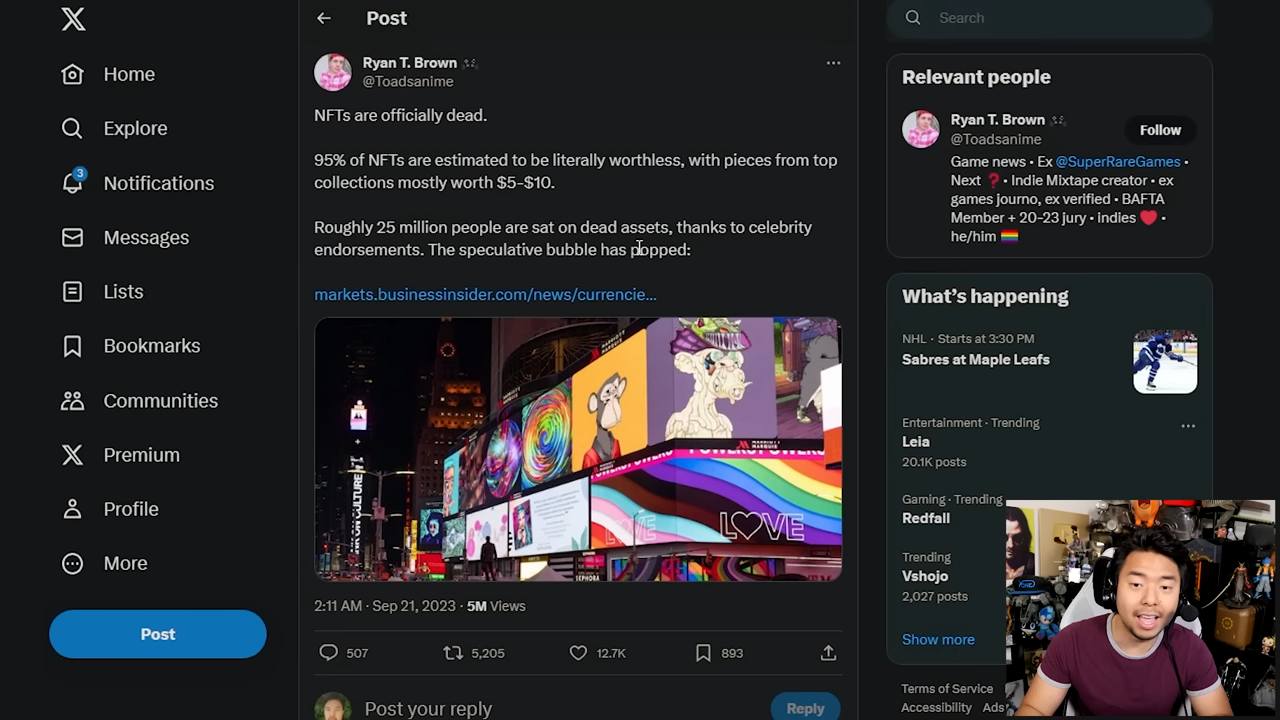 Home
Explore
3
Notifications
Messages
Lists
Bookmarks
Communities
Premium
Profile
More
Post
Post
Ryan T. Brown
@Toadsanime
NFTs are officially dead.
95% of NFTs are estimated to be literally worthless, with pieces from top
collections mostly worth $5-$10.
Roughly 25 million people are sat on dead assets, thanks to celebrity
endorsements. The speculative bubble has popped:
markets.businessinsider.com/news/currencie...
MARRIOTT
MARQUIS
LOVE
LOVE
SEPHORA
2:11 AM · Sep 21, 2023 · 5M Views
507
5,205
12.7K
893
Post your reply
Reply
Search
Relevant people
Ryan T. Brown
@Toadsanime
Follow
Game news • Ex @SuperRareGames •
Next ❓ • Indie Mixtape creator • ex
games journo, ex verified • BAFTA
Member + 20-23 jury • Indies ❤️ •
he/him 🏳️‍🌈
What's happening
NHL · Starts at 3:30 PM
Sabres at Maple Leafs
Entertainment · Trending
Leia
20.1K posts
Gaming · Trending
Redfall
Trending
Vshojo
2,027 posts
Show more
Terms of Service
Accessibility
Ads